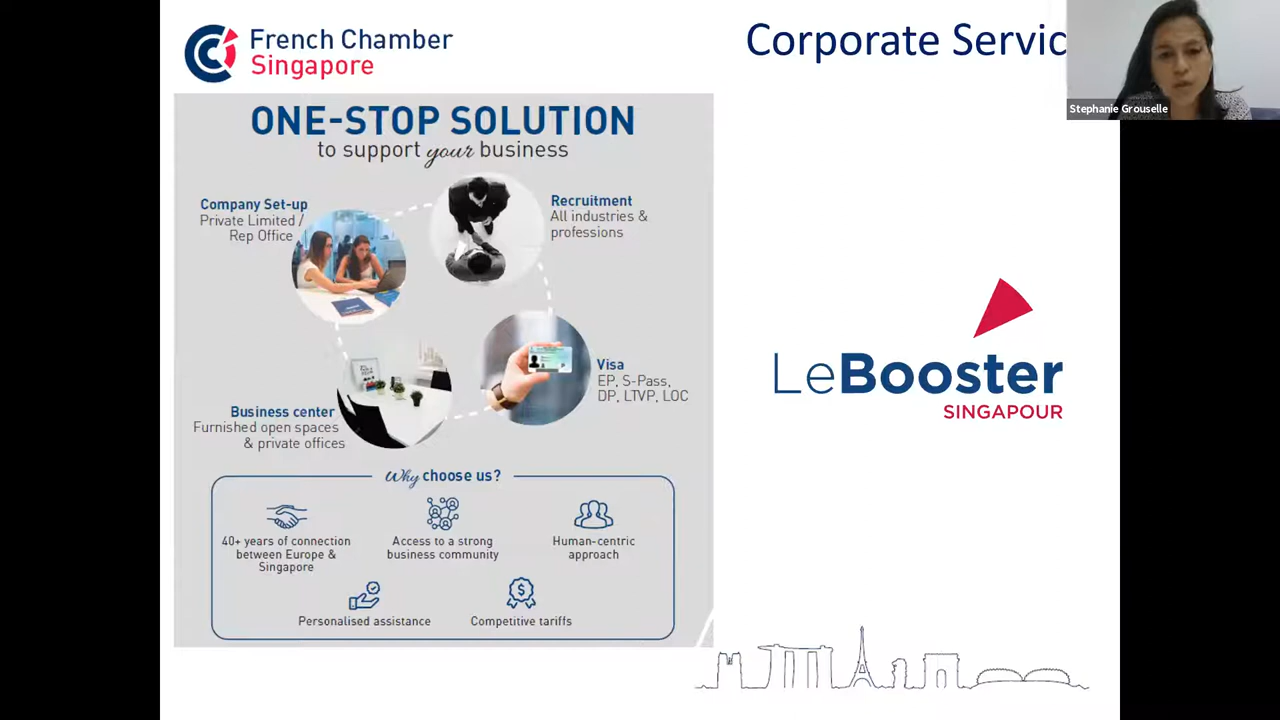 French Chamber
Singapore
Corporate Servic
Stephanie Grouselle
ONE-STOP SOLUTION
to support your business
Company Set-up
Private Limited /
Rep Office
Recruitment
All industries &
professions
Visa
EP, S-Pass,
DP, LTVP, LOC
Business center
Furnished open spaces
& private offices
LeBooster
SINGAPOUR
Why choose us?
40+ years of connection
between Europe &
Singapore
Access to a strong
business community
Human-centric
approach
Personalised assistance
Competitive tariffs